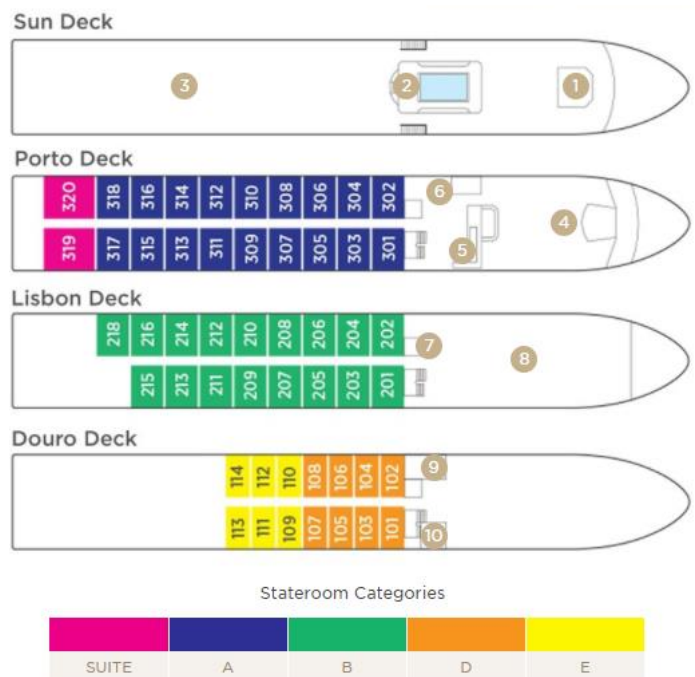 Sun Deck
3 2 1
Porto Deck
320 318 316 314 312 310 308 306 304 302 6
4
319 317 315 313 311 309 307 305 303 301 5
Lisbon Deck
218 216 214 212 210 208 206 204 202 7
8
215 213 211 209 207 205 203 201
Douro Deck
114 112 110 108 106 104 102 9
113 111 109 107 105 103 101 10
Stateroom Categories
SUITE A B D E